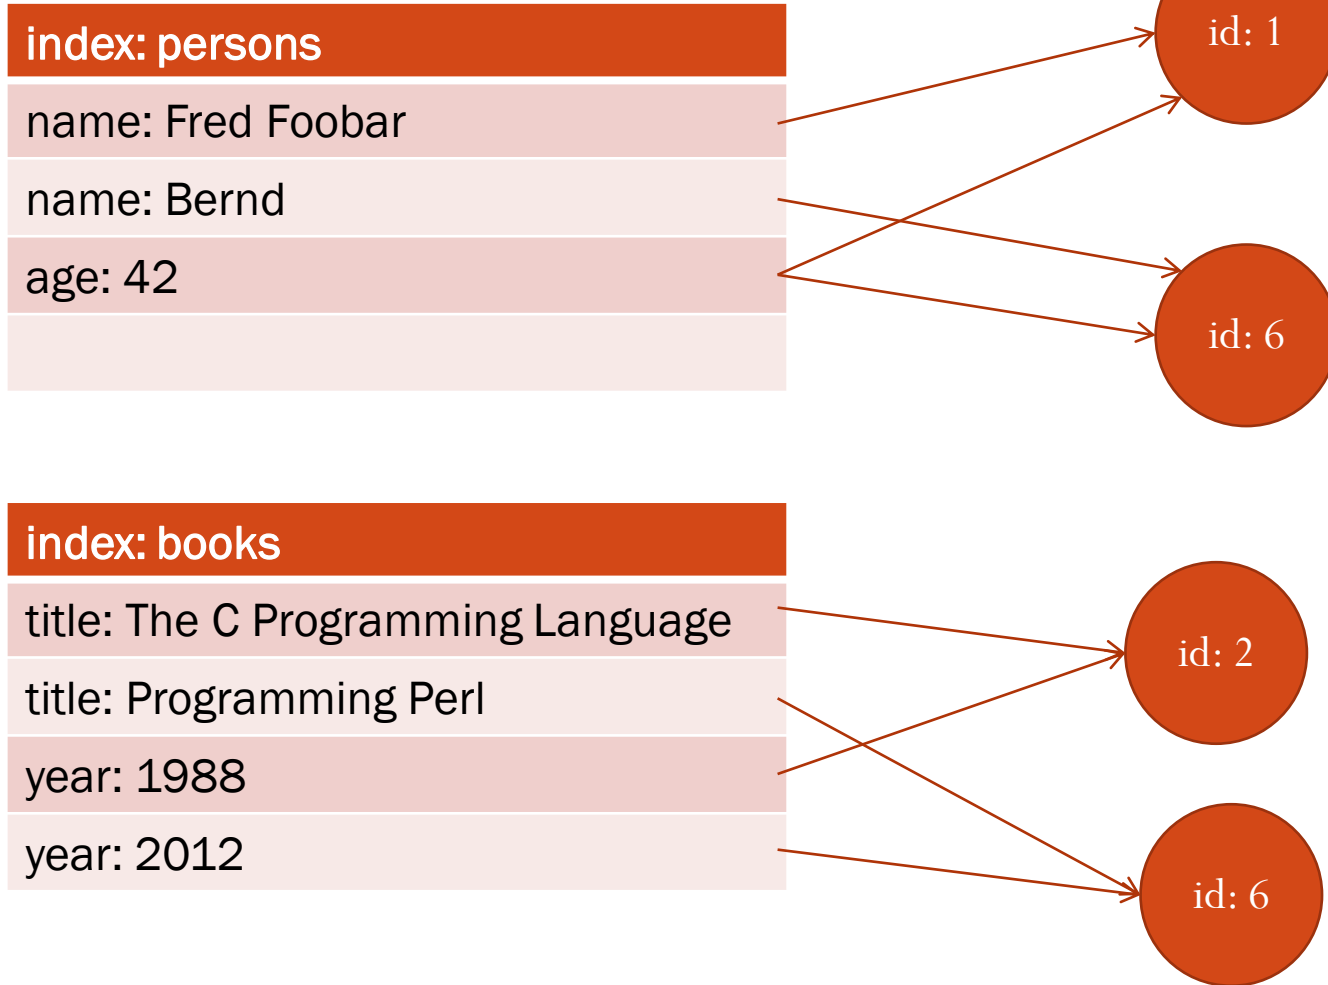 index: persons
name: Fred Foobar
name: Bernd
age: 42
id: 1
id: 6
index: books
title: The C Programming Language
title: Programming Perl
year: 1988
year: 2012
id: 2
id: 6